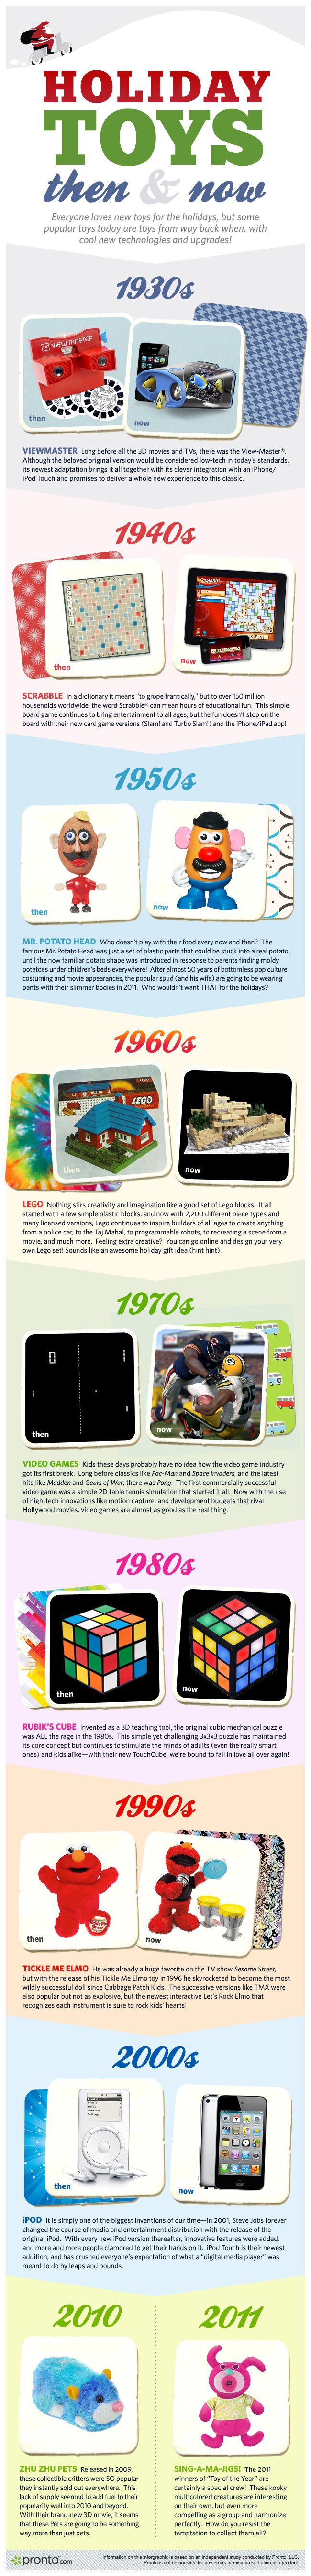 HOLIDAY
TOYS
then & now
Everyone loves new toys for the holidays, but some
popular toys today are toys from way back when, with
cool new technologies and upgrades!
1930s
VIEW-MASTER
then
now
VIEWMASTER Long before all the 3D movies and TVs, there was the View-Master®.
Although the beloved original version would be considered low-tech in today's standards,
its newest adaptation brings it all together with its clever integration with an iPhone/
iPod Touch and promises to deliver a whole new experience to this classic.
1940s
then
now
SCRABBLE In a dictionary it means "to grope frantically," but to over 150 million
households worldwide, the word Scrabble® can mean hours of educational fun. This simple
board game continues to bring entertainment to all ages, but the fun doesn't stop on the
board with their new card game versions (Slam! and Turbo Slam!) and the iPhone/iPad app!
1950s
then
now
MR. POTATO HEAD Who doesn't play with their food every now and then? The
famous Mr. Potato Head was just a set of plastic parts that could be stuck into a real potato,
until the now familiar potato shape was introduced in response to parents finding moldy
potatoes under children's beds everywhere! After almost 50 years of bottomless pop culture
costuming and movie appearances, the popular spud (and his wife) are going to be wearing
pants with their slimmer bodies in 2011. Who wouldn't want THAT for the holidays?
1960s
LEGO
then
now
LEGO Nothing stirs creativity and imagination like a good set of Lego blocks. It all
started with a few simple plastic blocks, and now with 2,200 different piece types and
many licensed versions, Lego continues to inspire builders of all ages to create anything
from a police car, to the Taj Mahal, to programmable robots, to recreating a scene from a
movie, and much more. Feeling extra creative? You can go online and design your very
own Lego set! Sounds like an awesome holiday gift idea (hint hint).
1970s
then
now
VIDEO GAMES Kids these days probably have no idea how the video game industry
got its first break. Long before classics like Pac-Man and Space Invaders, and the latest
hits like Madden and Gears of War, there was Pong. The first commercially successful
video game was a simple 2D table tennis simulation that started it all. Now with the use
of high-tech innovations like motion capture, and development budgets that rival
Hollywood movies, video games are almost as good as the real thing.
1980s
then
now
RUBIK'S CUBE Invented as a 3D teaching tool, the original cubic mechanical puzzle
was ALL the rage in the 1980s. This simple yet challenging 3x3x3 puzzle has maintained
its core concept but continues to stimulate the minds of adults (even the really smart
ones) and kids alike—with their new TouchCube, we're bound to fall in love all over again!
1990s
then
now
TICKLE ME ELMO He was already a huge favorite on the TV show Sesame Street,
but with the release of his Tickle Me Elmo toy in 1996 he skyrocketed to become the most
wildly successful doll since Cabbage Patch Kids. The successive versions like TMX were
also popular but not as explosive, but the newest interactive Let's Rock Elmo that
recognizes each instrument is sure to rock kids' hearts!
2000s
then
now
iPOD It is simply one of the biggest inventions of our time—in 2001, Steve Jobs forever
changed the course of media and entertainment distribution with the release of the
original iPod. With every new iPod version thereafter, innovative features were added,
and more and more people clamored to get their hands on it. iPod Touch is their newest
addition, and has crushed everyone's expectation of what a "digital media player" was
meant to do by leaps and bounds.
2010
ZHU ZHU PETS Released in 2009,
these collectible critters were SO popular
they instantly sold out everywhere. This
lack of supply seemed to add fuel to their
popularity well into 2010 and beyond.
With their brand-new 3D movie, it seems
that these Pets are going to be something
way more than just pets.
2011
SING-A-MA-JIGS! The 2011
winners of "Toy of the Year" are
certainly a special crew! These kooky
multicolored creatures are interesting
on their own, but even more
compelling as a group and harmonize
perfectly. How do you resist the
temptation to collect them all?
pronto™.com
Information on this infographic is based on an independent study conducted by Pronto, LLC.
Pronto is not responsible for any errors or misrepresentation of a product.